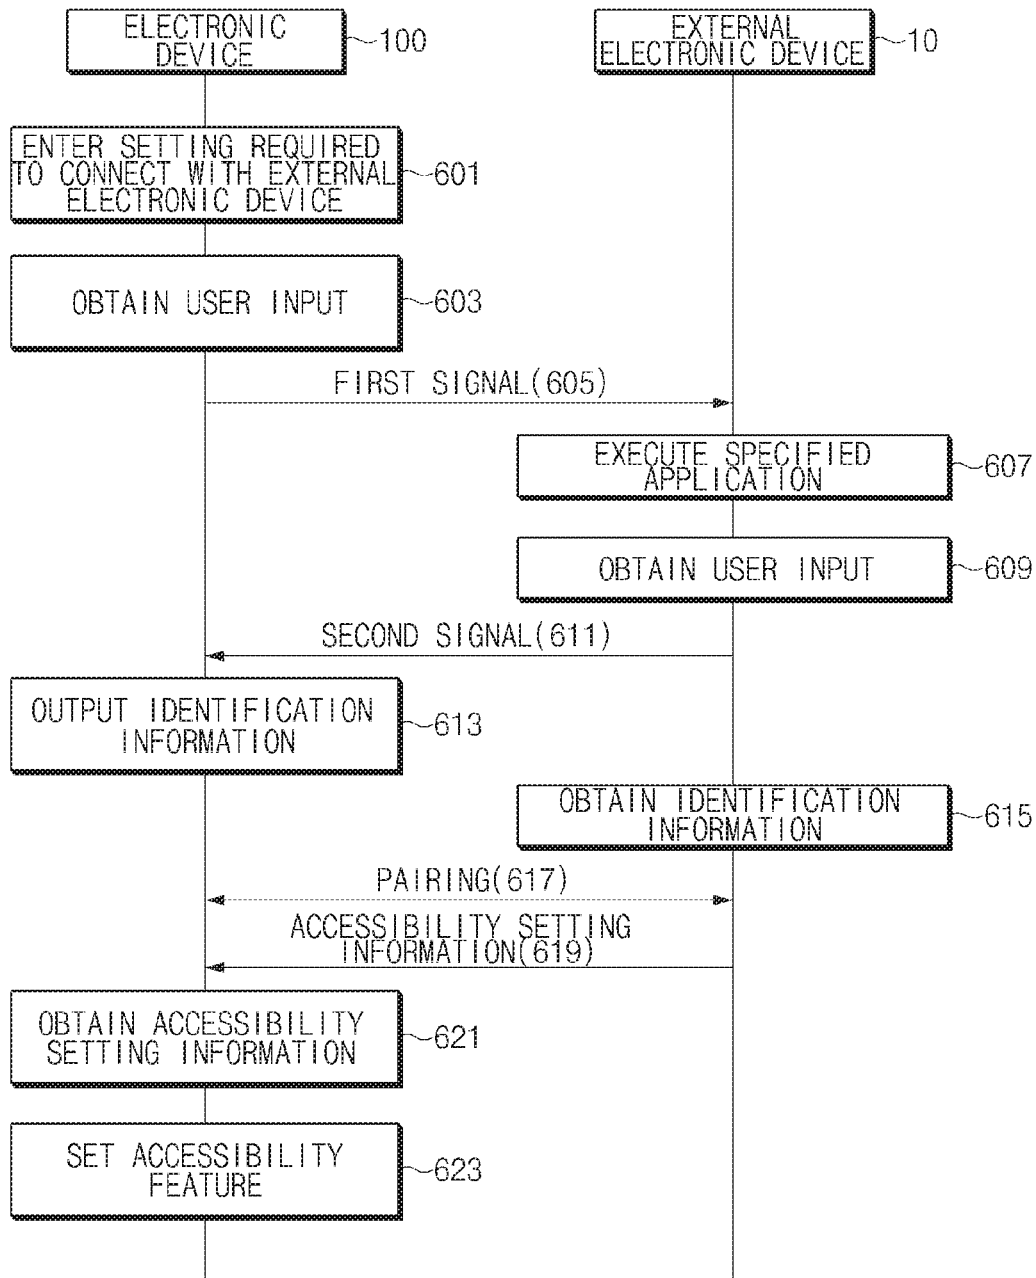 ELECTRONIC
DEVICE
100
EXTERNAL
ELECTRONIC DEVICE
10
ENTER SETTING REQUIRED
TO CONNECT WITH EXTERNAL
ELECTRONIC DEVICE
601
OBTAIN USER INPUT
603
FIRST SIGNAL(605)
EXECUTE SPECIFIED
APPLICATION
607
OBTAIN USER INPUT
609
SECOND SIGNAL(611)
OUTPUT IDENTIFICATION
INFORMATION
613
OBTAIN IDENTIFICATION
INFORMATION
615
PAIRING(617)
ACCESSIBILITY SETTING
INFORMATION(619)
OBTAIN ACCESSIBILITY
SETTING INFORMATION
621
SET ACCESSIBILITY
FEATURE
623